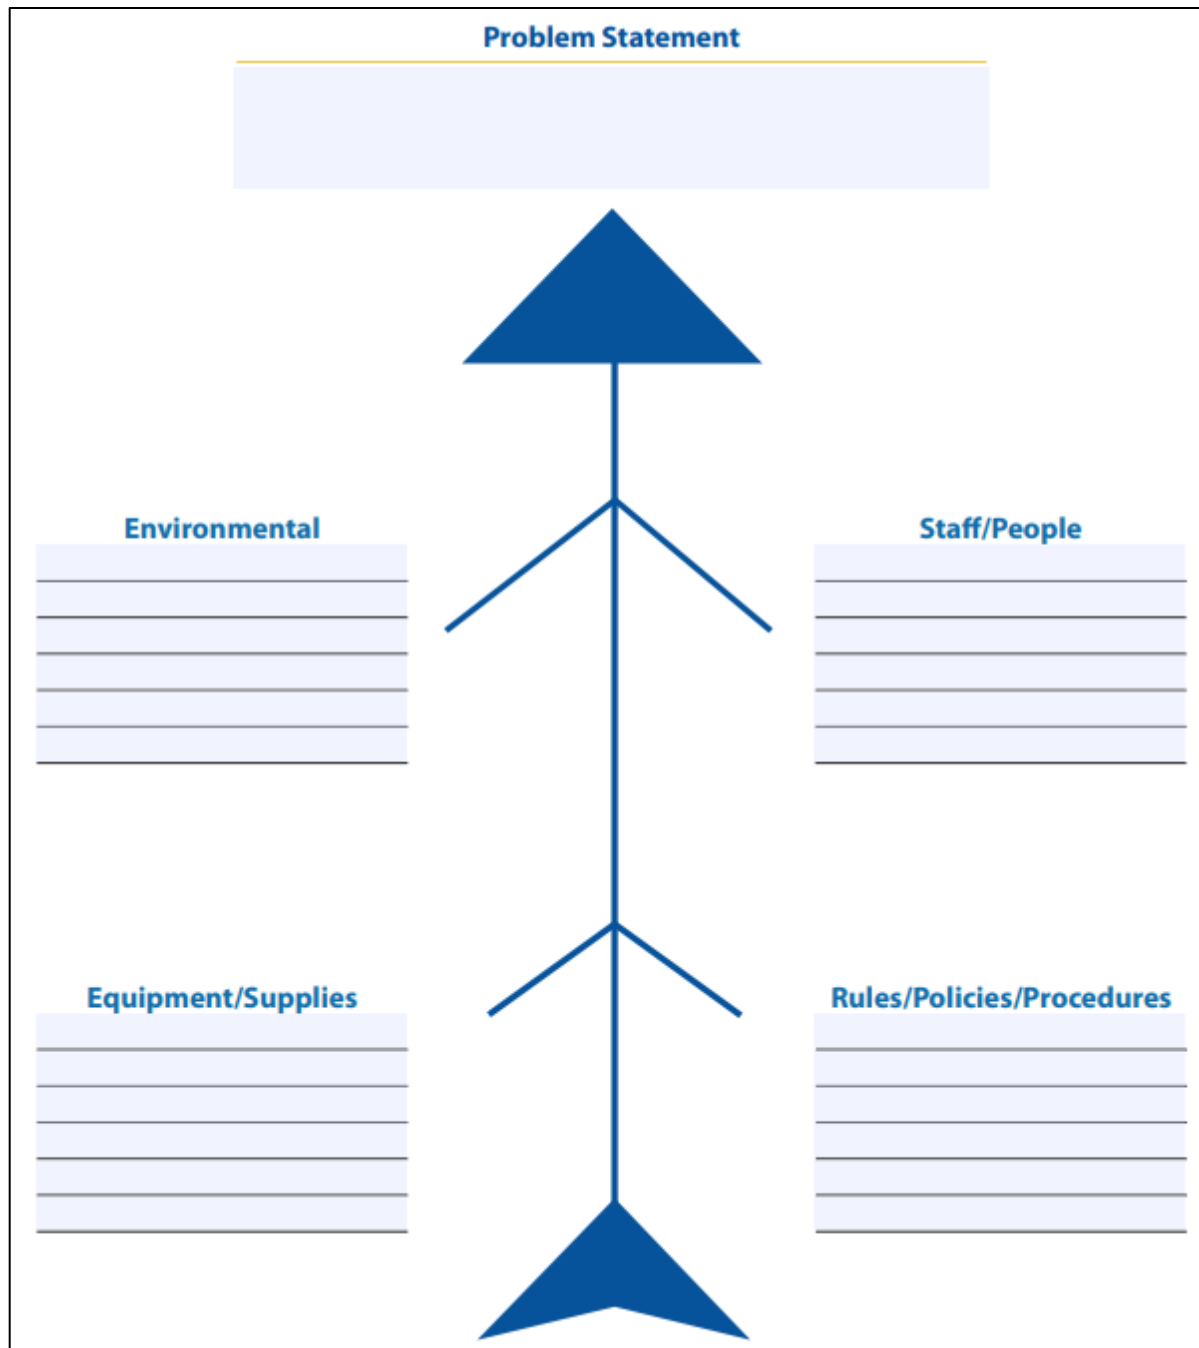 Problem Statement
Environmental
Staff/People
Equipment/Supplies
Rules/Policies/Procedures